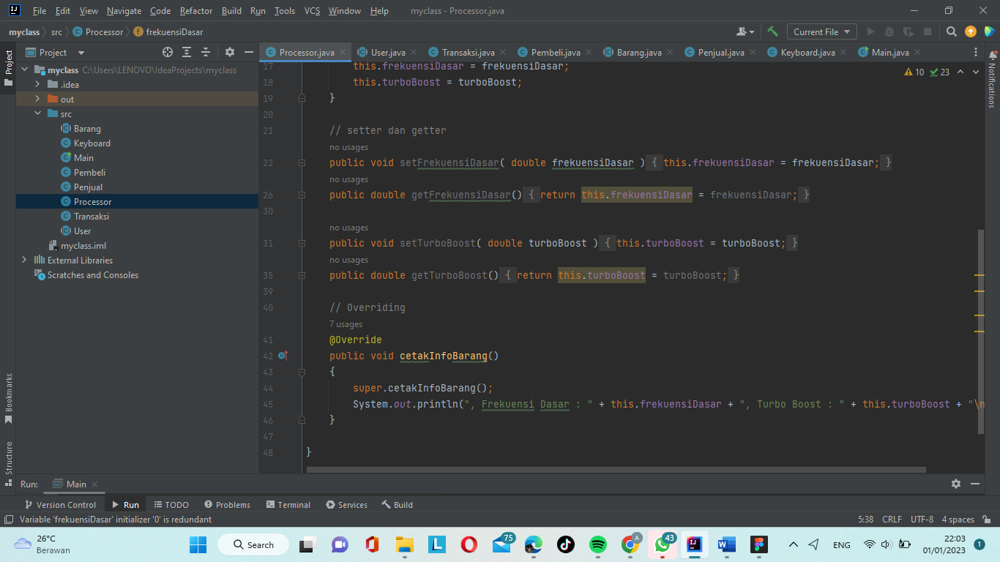 File Edit View Navigate Code Refactor Build Run Tools VCS Window Help myclass - Processor.java
myclass src Processor frekuensiDasar Current File
Project Processor.java User.java Transaksi.java Pembeli.java Barang.java Penjual.java Keyboard.java Main.java
Project
Notifications
Bookmarks
Structure
myclass C:\Users\LENOVO\IdeaProjects\myclass
.idea
out
src
Barang
Keyboard
Main
Pembeli
Penjual
Processor
Transaksi
User
myclass.iml
External Libraries
Scratches and Consoles
10 23
17 this.frekuensiDasar = frekuensiDasar;
18 this.turboBoost = turboBoost;
19 }
20
21 // setter dan getter
no usages
22 public void setFrekuensiDasar( double frekuensiDasar ) { this.frekuensiDasar = frekuensiDasar; }
no usages
26 public double getFrekuensiDasar() { return this.frekuensiDasar = frekuensiDasar; }
30
no usages
31 public void setTurboBoost( double turboBoost ) { this.turboBoost = turboBoost; }
no usages
35 public double getTurboBoost() { return this.turboBoost = turboBoost; }
39
40 // Overriding
7 usages
41 @Override
42 public void cetakInfoBarang()
43 {
44 super.cetakInfoBarang();
45 System.out.println(", Frekuensi Dasar : " + this.frekuensiDasar + ", Turbo Boost : " + this.turboBoost + "\n
46 }
47
48 }
Run: Main
Version Control Run TODO Problems Terminal Services Build
Variable 'frekuensiDasar' initializer '0' is redundant 5:38 CRLF UTF-8 4 spaces
26°C
Berawan
Search
75
A
43
ENG
22:03
01/01/2023
1